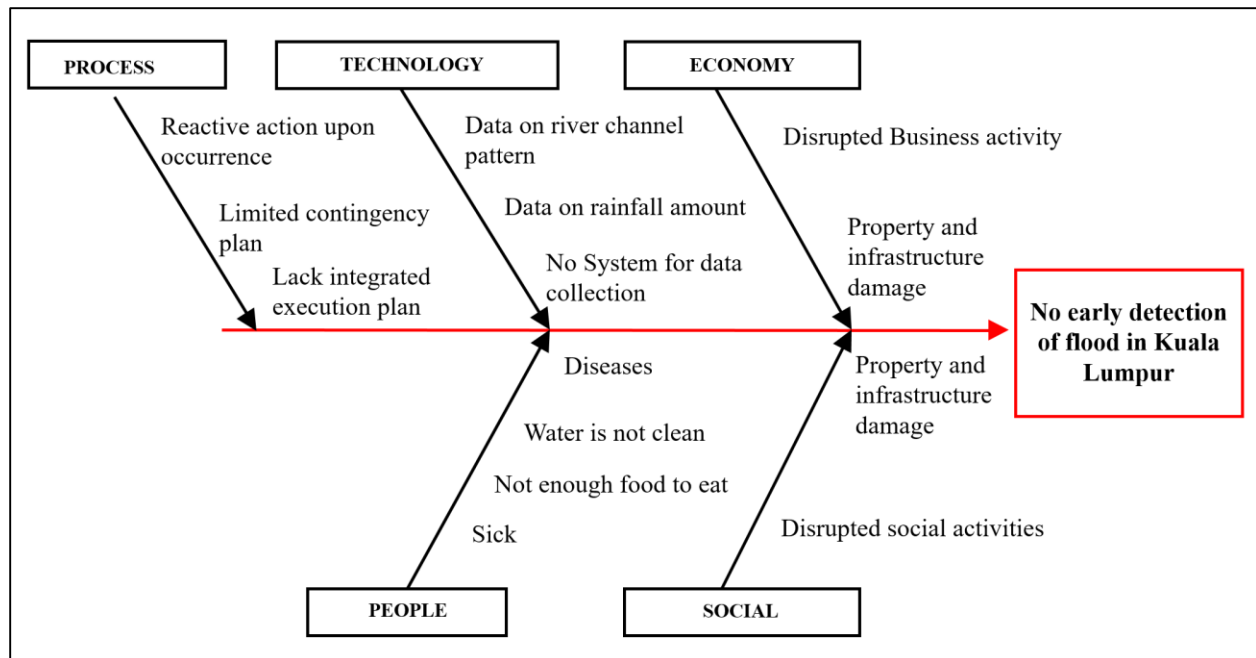 PROCESS
TECHNOLOGY
ECONOMY
Reactive action upon
occurrence
Limited contingency
plan
Lack integrated
execution plan
Data on river channel
pattern
Data on rainfall amount
No System for data
collection
Disrupted Business activity
Property and
infrastructure
damage
No early detection
of flood in Kuala
Lumpur
Diseases
Water is not clean
Not enough food to eat
Sick
Property and
infrastructure
damage
Disrupted social activities
PEOPLE
SOCIAL